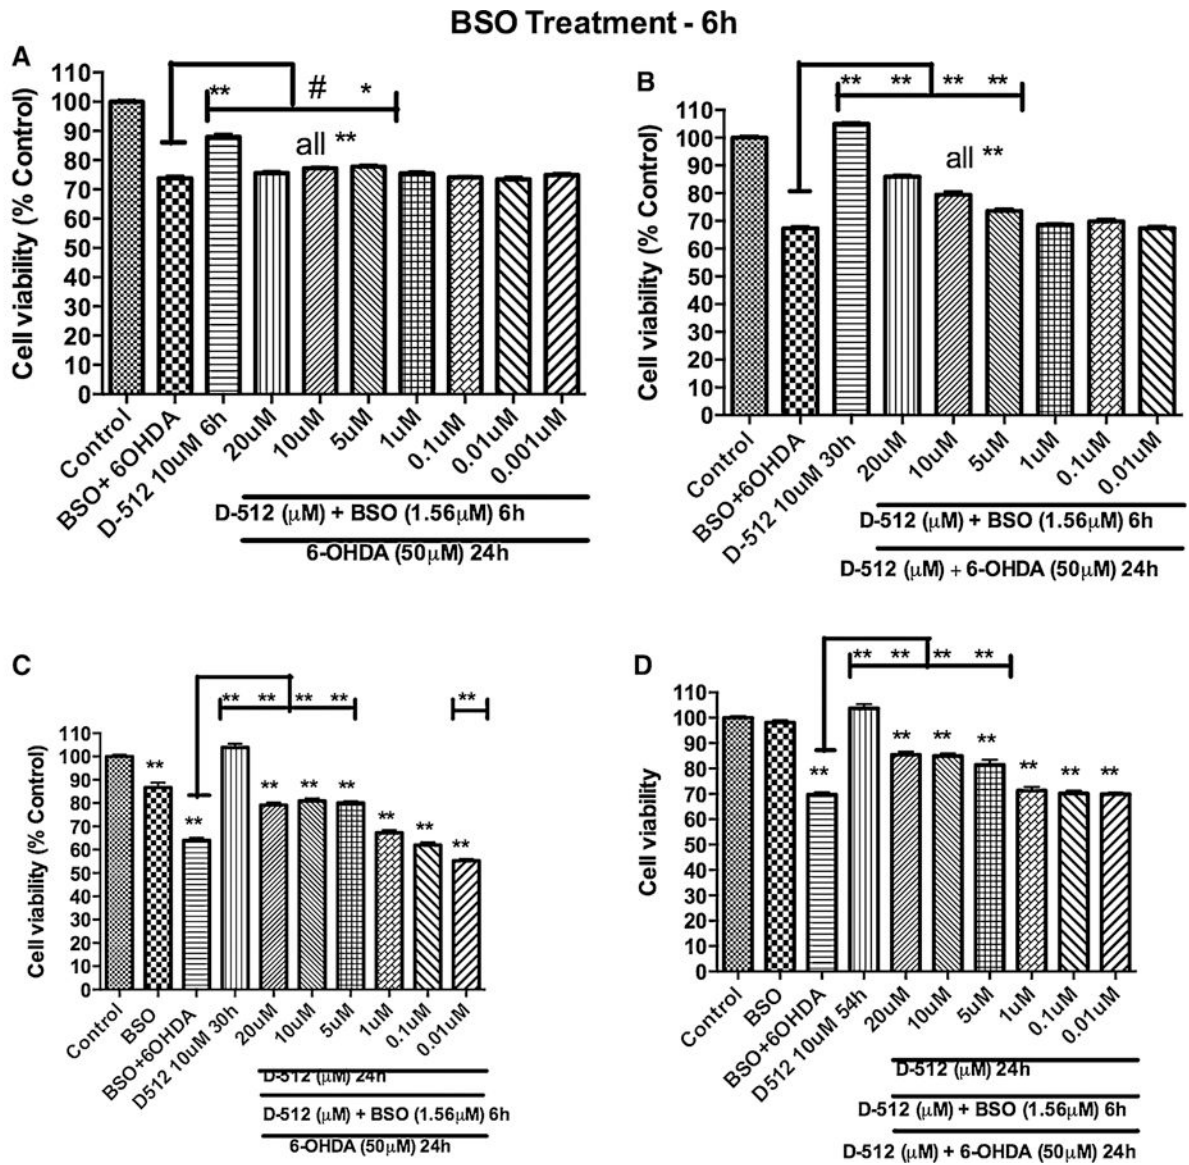 BSO Treatment - 6h
A
Cell viability (% Control)
110
100
90
80
70
60
50
40
30
20
10
0
** # *
all **
Control
BSO+ 6OHDA
D-512 10uM 6h
20uM
10uM
5uM
1uM
0.1uM
0.01uM
0.001uM
D-512 (μM) + BSO (1.56μM) 6h
6-OHDA (50μM) 24h
B
Cell viability (% Control)
110
100
90
80
70
60
50
40
30
20
10
0
** ** ** **
all **
Control
BSO+6OHDA
D-512 10uM 30h
20uM
10uM
5uM
1uM
0.1uM
0.01uM
D-512 (μM) + BSO (1.56μM) 6h
D-512 (μM) + 6-OHDA (50μM) 24h
C
Cell viability (% Control)
110
100
90
80
70
60
50
40
30
20
10
0
** ** ** ** **
** ** ** ** ** ** ** **
Control
BSO
BSO+6OHDA
D512 10uM 30h
20uM
10uM
5uM
1uM
0.1uM
0.01uM
D-512 (μM) 24h
D-512 (μM) + BSO (1.56μM) 6h
6-OHDA (50μM) 24h
D
Cell viability
110
100
90
80
70
60
50
40
30
20
10
0
** ** ** **
** ** ** ** ** ** **
Control
BSO
BSO+6OHDA
D512 10uM 54h
20uM
10uM
5uM
1uM
0.1uM
0.01uM
D-512 (μM) 24h
D-512 (μM) + BSO (1.56μM) 6h
D-512 (μM) + 6-OHDA (50μM) 24h